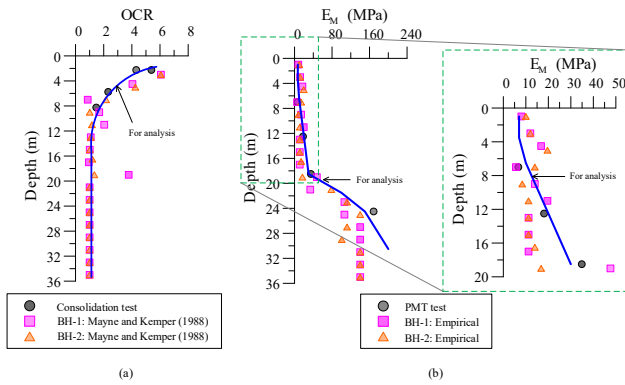 OCR
(a)
0 2 4 6 8
0
4
8
12
16
20
24
28
32
36
Depth (m)
For analysis
Consolidation test
BH-1: Mayne and Kemper (1988)
BH-2: Mayne and Kemper (1988)
(a)
E_M (MPa)
(b)
0 80 160 240
0
4
8
12
16
20
24
28
32
36
Depth (m)
For analysis
E_M (MPa)
0 10 20 30 40 50
0
4
8
12
16
20
Depth (m)
For analysis
PMT test
BH-1: Empirical
BH-2: Empirical
(b)